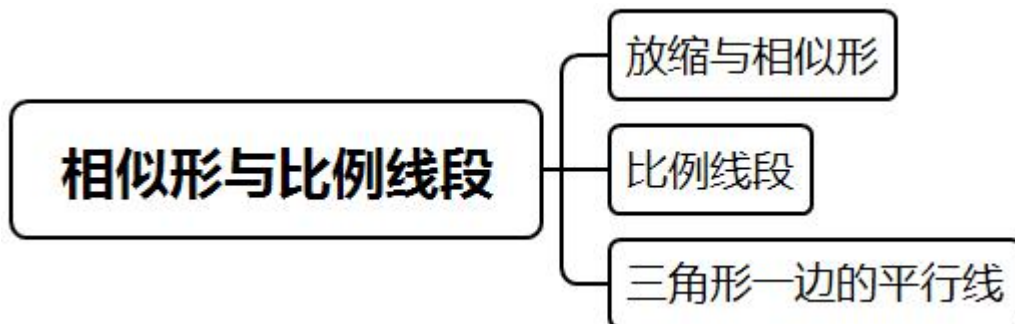 放缩与相似形
相似形与比例线段
比例线段
三角形一边的平行线